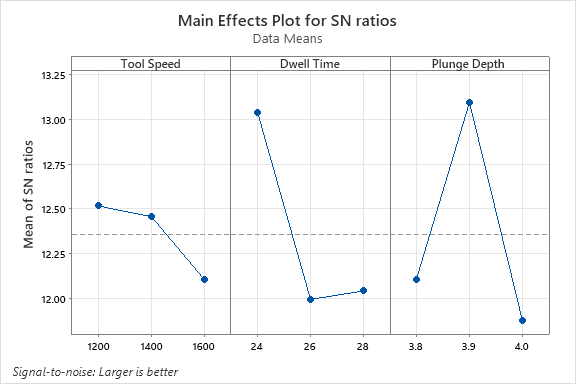 Main Effects Plot for SN ratios
Data Means
Tool Speed Dwell Time Plunge Depth
13.25
13.00
12.75
12.50
12.25
12.00
Mean of SN ratios
1200 1400 1600 24 26 28 3.8 3.9 4.0
Signal-to-noise: Larger is better